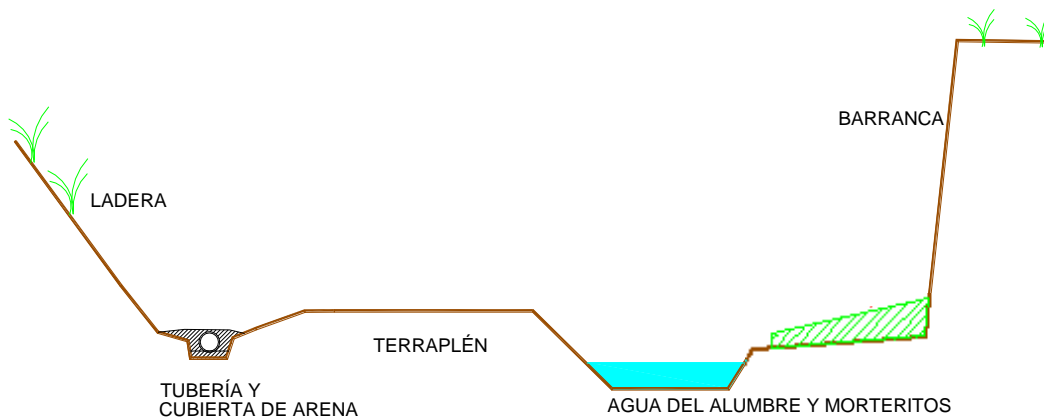 BARRANCA
LADERA
TERRAPLÉN
TUBERÍA Y
CUBIERTA DE ARENA
AGUA DEL ALUMBRE Y MORTERITOS